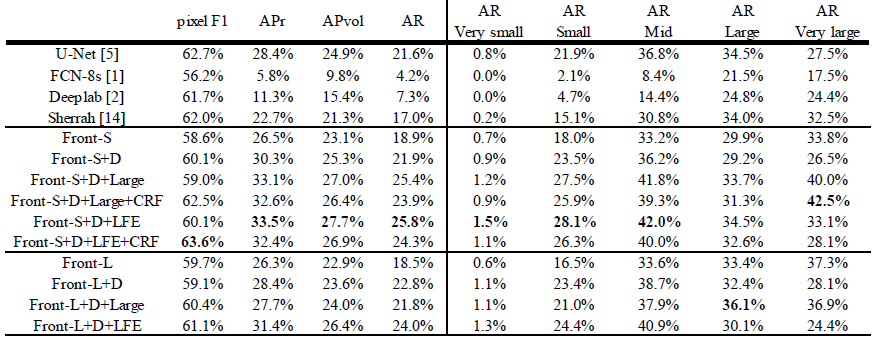 pixel F1 APr APvol AR AR Very small AR Small AR Mid AR Large AR Very large
U-Net [5] 62.7% 28.4% 24.9% 21.6% 0.8% 21.9% 36.8% 34.5% 27.5%
FCN-8s [1] 56.2% 5.8% 9.8% 4.2% 0.0% 2.1% 8.4% 21.5% 17.5%
Deeplab [2] 61.7% 11.3% 15.4% 7.3% 0.0% 4.7% 14.4% 24.8% 24.4%
Sherrah [14] 62.0% 22.7% 21.3% 17.0% 0.2% 15.1% 30.8% 34.0% 32.5%
Front-S 58.6% 26.5% 23.1% 18.9% 0.7% 18.0% 33.2% 29.9% 33.8%
Front-S+D 60.1% 30.3% 25.3% 21.9% 0.9% 23.5% 36.2% 29.2% 26.5%
Front-S+D+Large 59.0% 33.1% 27.0% 25.4% 1.2% 27.5% 41.8% 33.7% 40.0%
Front-S+D+Large+CRF 62.5% 32.6% 26.4% 23.9% 0.9% 25.9% 39.3% 31.3% 42.5%
Front-S+D+LFE 60.1% 33.5% 27.7% 25.8% 1.5% 28.1% 42.0% 34.5% 33.1%
Front-S+D+LFE+CRF 63.6% 32.4% 26.9% 24.3% 1.1% 26.3% 40.0% 32.6% 28.1%
Front-L 59.7% 26.3% 22.9% 18.5% 0.6% 16.5% 33.6% 33.4% 37.3%
Front-L+D 59.1% 28.4% 23.6% 22.8% 1.1% 23.4% 38.7% 32.4% 28.1%
Front-L+D+Large 60.4% 27.7% 24.0% 21.8% 1.1% 21.0% 37.9% 36.1% 36.9%
Front-L+D+LFE 61.1% 31.4% 26.4% 24.0% 1.3% 24.4% 40.9% 30.1% 24.4%